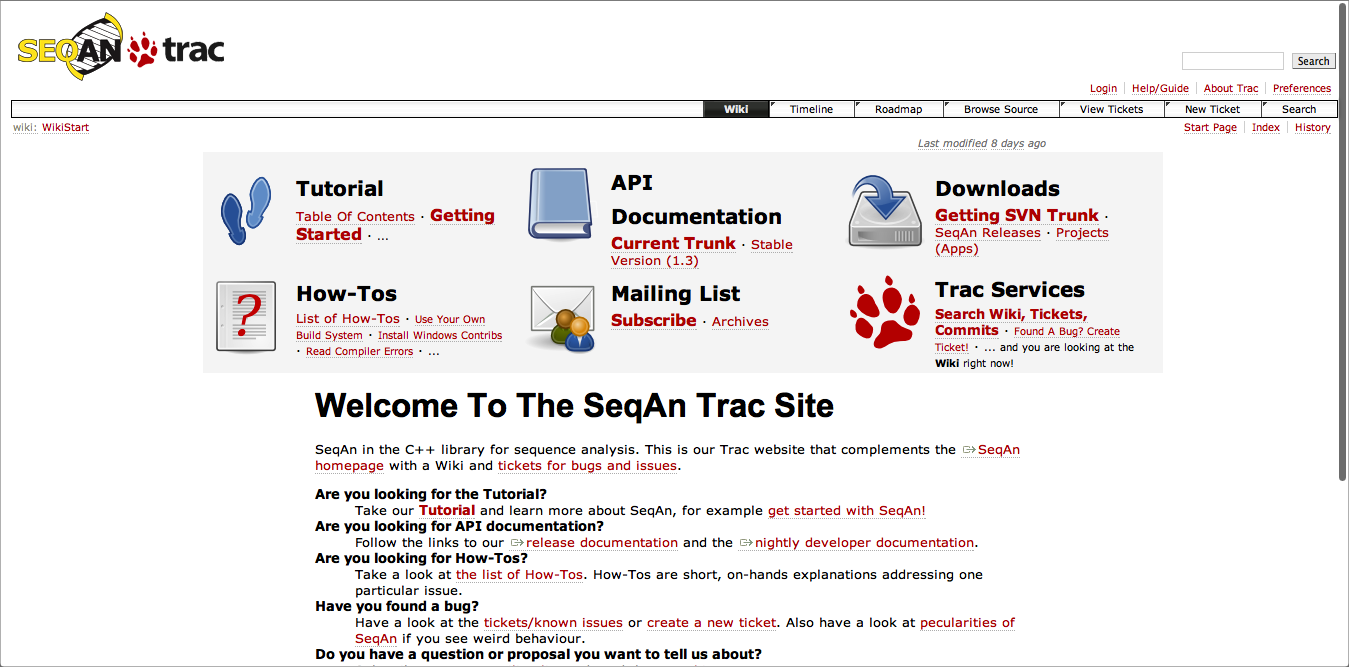 SEQAN trac
Search
Login Help/Guide About Trac Preferences
Wiki Timeline Roadmap Browse Source View Tickets New Ticket Search
wiki: WikiStart
Start Page Index History
Last modified 8 days ago
Tutorial
Table Of Contents · Getting
Started · ...
API
Documentation
Current Trunk · Stable
Version (1.3)
Downloads
Getting SVN Trunk ·
SeqAn Releases · Projects
(Apps)
?
How-Tos
List of How-Tos · Use Your Own
Build System · Install Windows Contribs
· Read Compiler Errors · ...
Mailing List
Subscribe · Archives
Trac Services
Search Wiki, Tickets,
Commits · Found A Bug? Create
Ticket! · ... and you are looking at the
Wiki right now!
Welcome To The SeqAn Trac Site
SeqAn in the C++ library for sequence analysis. This is our Trac website that complements the SeqAn
homepage with a Wiki and tickets for bugs and issues.
Are you looking for the Tutorial?
Take our Tutorial and learn more about SeqAn, for example get started with SeqAn!
Are you looking for API documentation?
Follow the links to our release documentation and the nightly developer documentation.
Are you looking for How-Tos?
Take a look at the list of How-Tos. How-Tos are short, on-hands explanations addressing one
particular issue.
Have you found a bug?
Have a look at the tickets/known issues or create a new ticket. Also have a look at pecularities of
SeqAn if you see weird behaviour.
Do you have a question or proposal you want to tell us about?